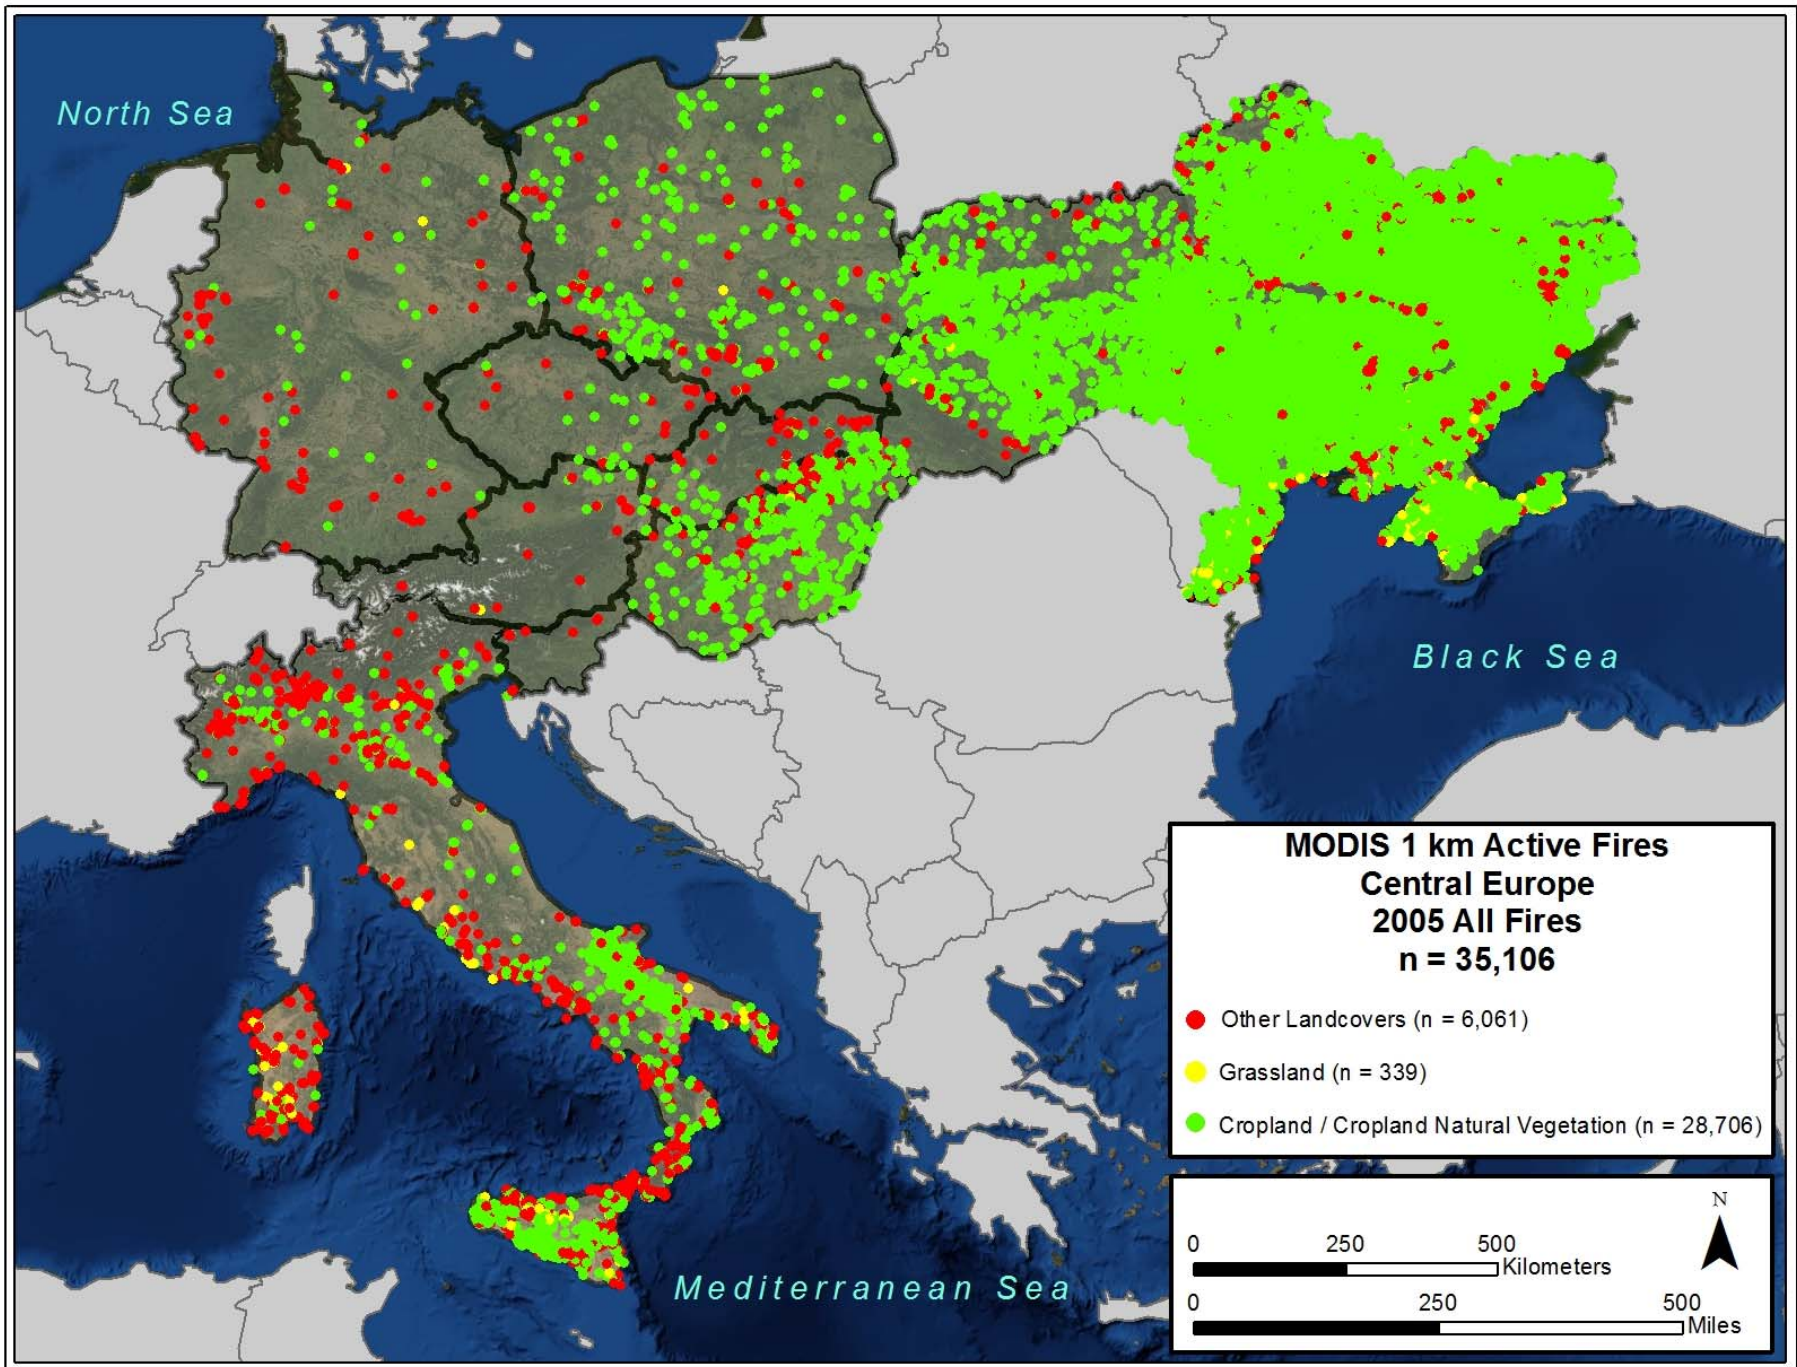 North Sea
Black Sea
MODIS 1 km Active Fires
Central Europe
2005 All Fires
n = 35,106
Other Landcovers (n = 6,061)
Grassland (n = 339)
Cropland / Cropland Natural Vegetation (n = 28,706)
N
0 250 500
Kilometers
0 250 500
Miles
Mediterranean Sea